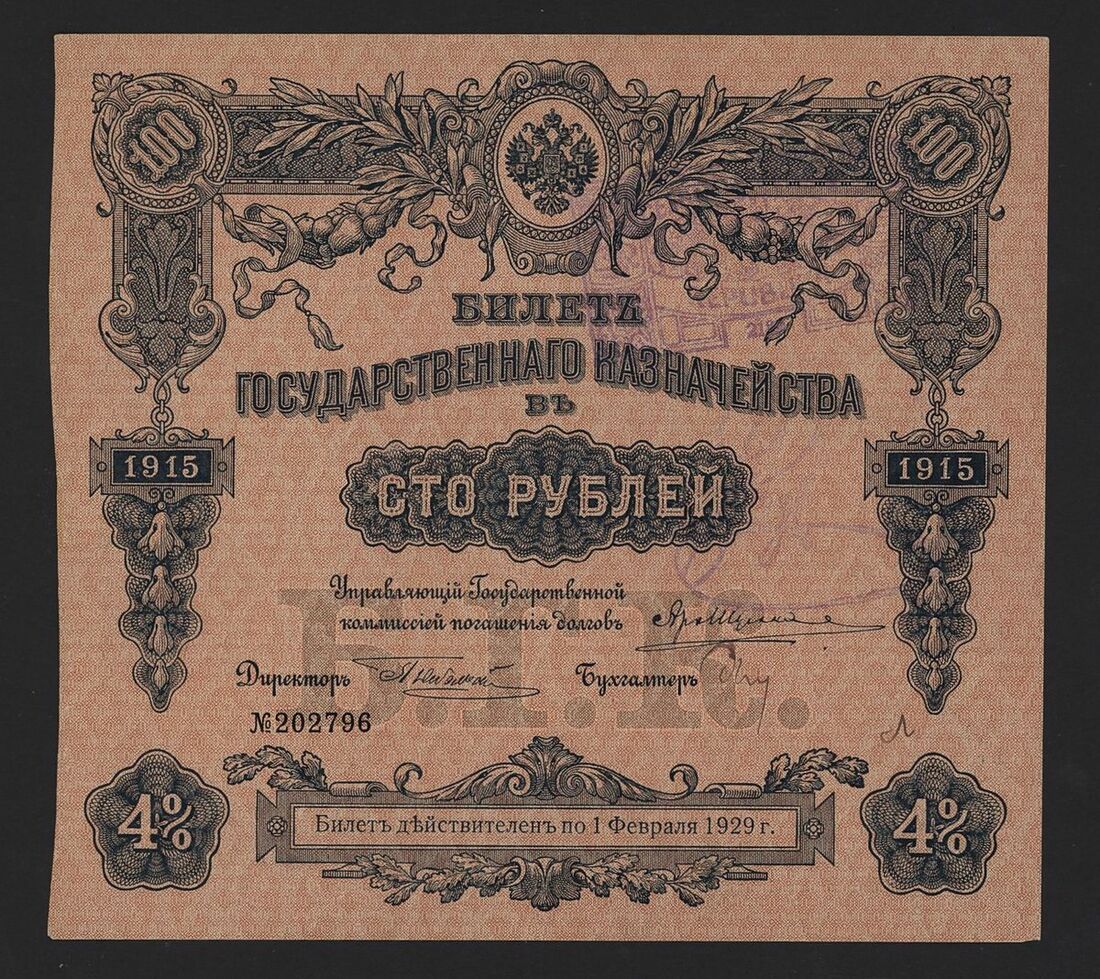 100
100
БИЛЕТЪ
ГОСУДАРСТВЕННАГО КАЗНАЧЕЙСТВА
ВЪ
1915
1915
СТО РУБЛЕЙ
Управляющій Государственной
коммиссіей погашенія долговъ
Директоръ
Бухгалтеръ
Б.Г.К.
№202796
4%
Билетъ дѣйствителенъ по 1 Февраля 1929 г.
4%